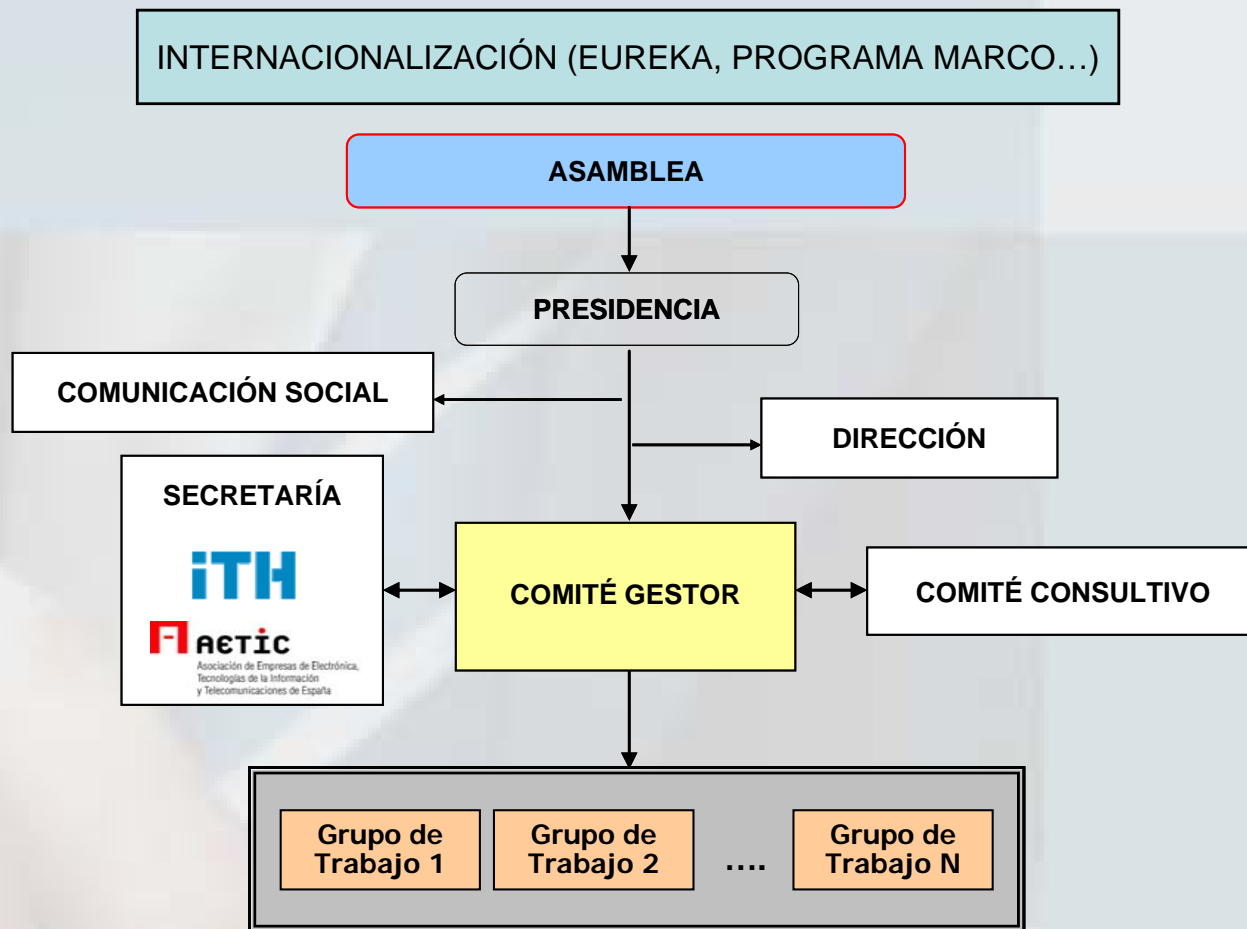 INTERNACIONALIZACIÓN (EUREKA, PROGRAMA MARCO…)
ASAMBLEA
PRESIDENCIA
COMUNICACIÓN SOCIAL
DIRECCIÓN
SECRETARÍA
iTH
AETIC
Asociación de Empresas de Electrónica,
Tecnologías de la Información
y Telecomunicaciones de España
COMITÉ GESTOR
COMITÉ CONSULTIVO
Grupo de
Trabajo 1
Grupo de
Trabajo 2
....
Grupo de
Trabajo N